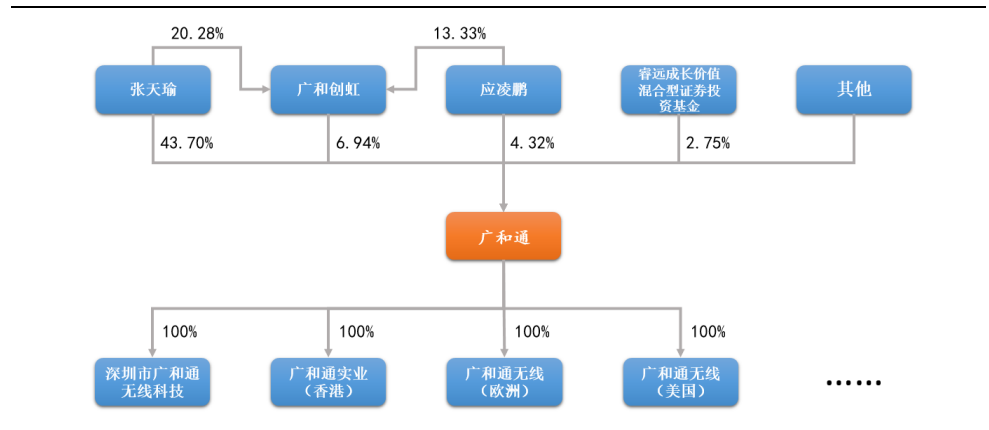 20.28%
13.33%
张天瑜
广和创虹
应凌鹏
睿远成长价值
混合型证券投
资基金
其他
43.70%
6.94%
4.32%
2.75%
广和通
100%
100%
100%
100%
深圳市广和通
无线科技
广和通实业
（香港）
广和通无线
（欧洲）
广和通无线
（美国）
……